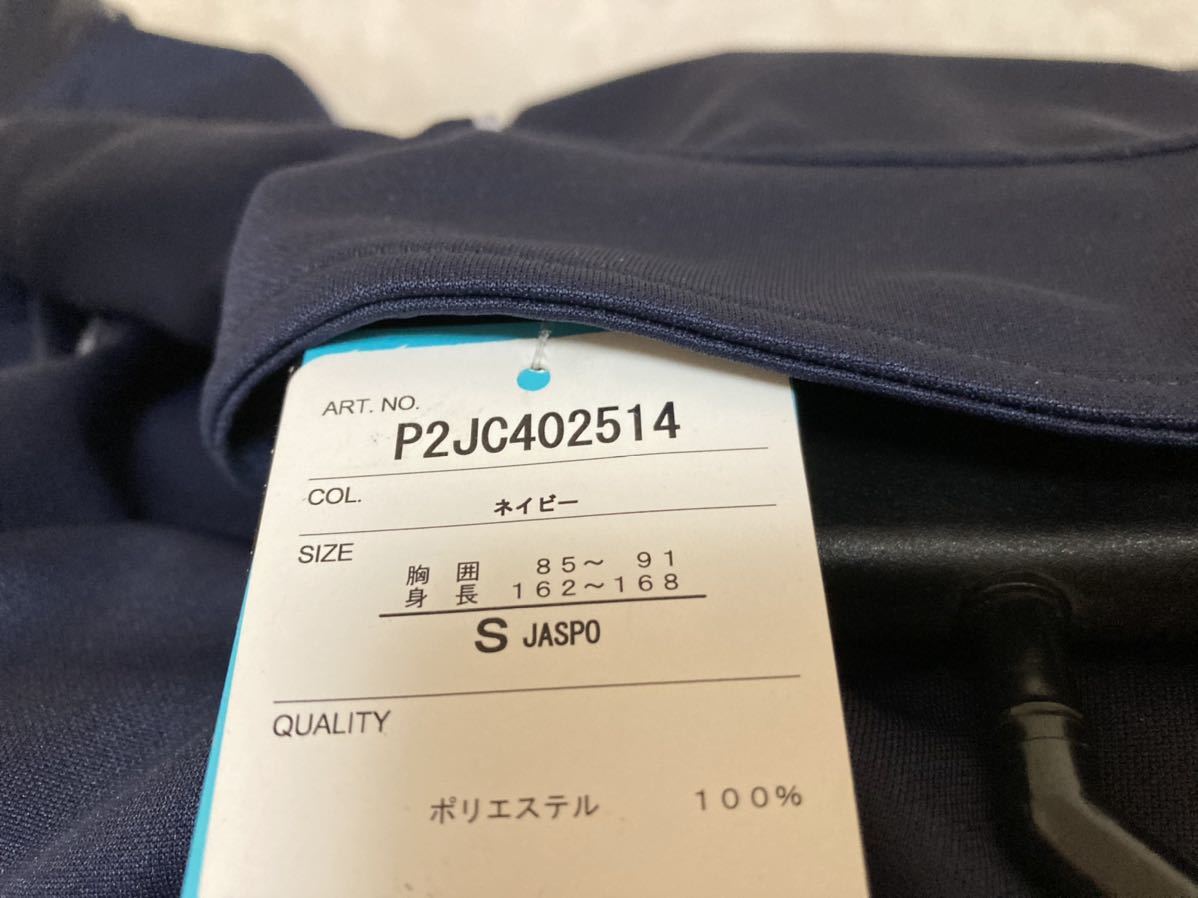 ART. NO.
P2JC402514
COL.
ネイビー
SIZE
胸 囲 85～ 91
身 長 162～168
S JASPO
QUALITY
ポリエステル 100%